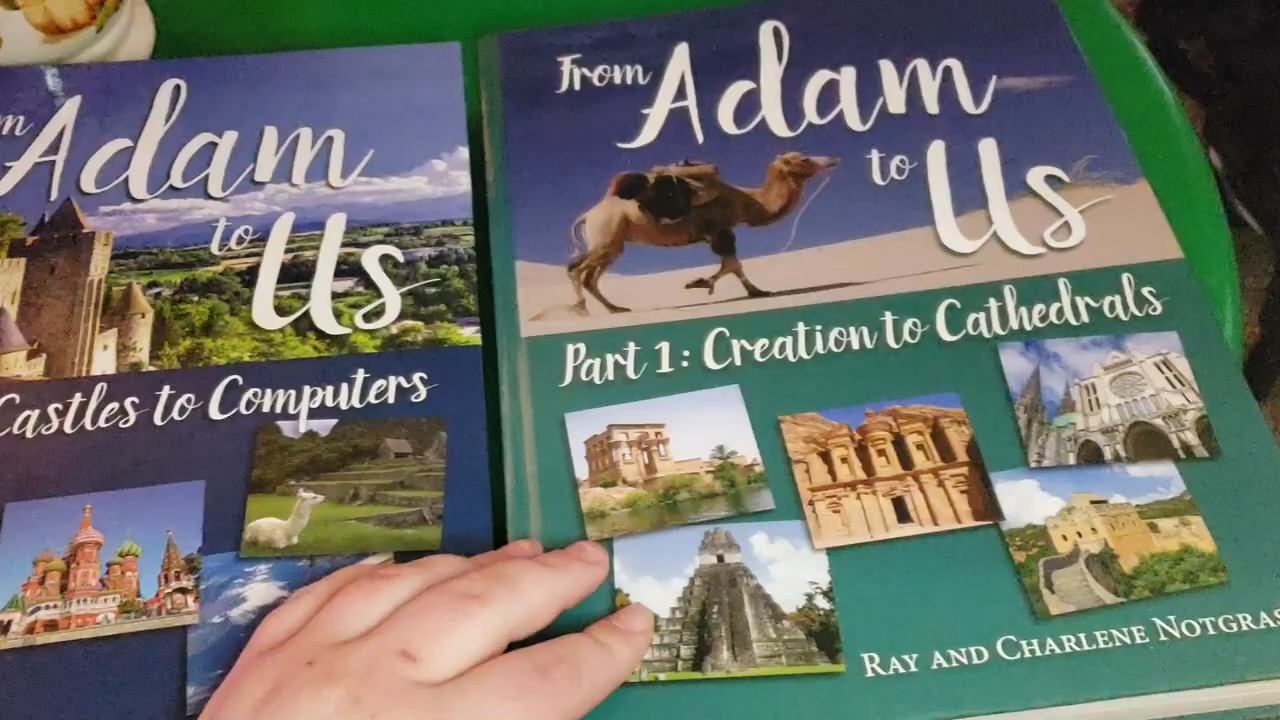 Adam
to Us
Castles to Computers
From Adam
to Us
Part 1: Creation to Cathedrals
RAY AND CHARLENE NOTGRAS